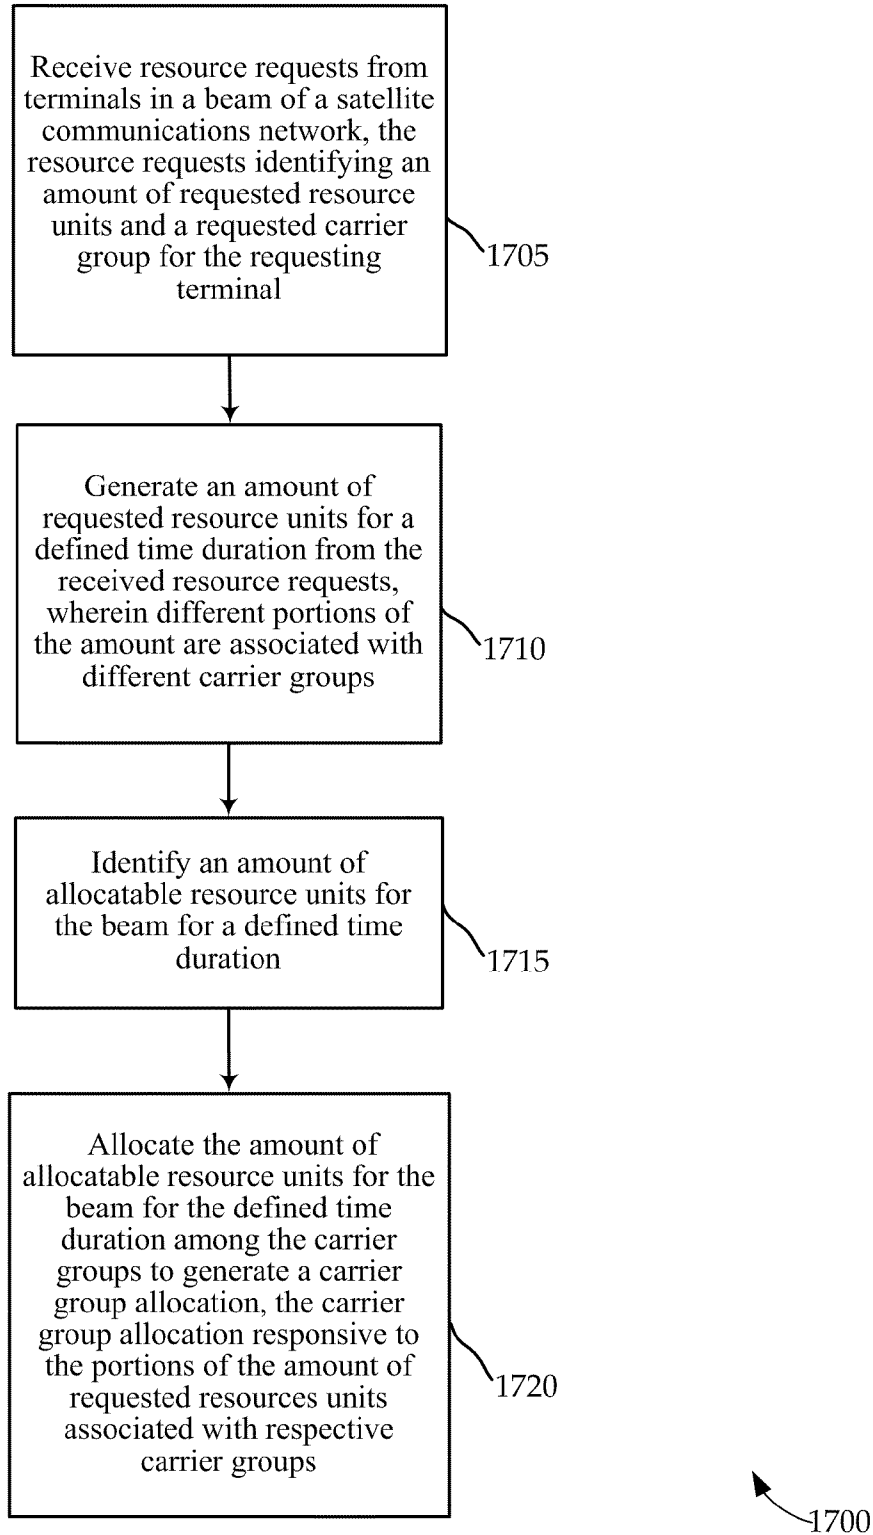 Receive resource requests from
terminals in a beam of a satellite
communications network, the
resource requests identifying an
amount of requested resource
units and a requested carrier
group for the requesting
terminal
1705
Generate an amount of
requested resource units for a
defined time duration from the
received resource requests,
wherein different portions of
the amount are associated with
different carrier groups
1710
Identify an amount of
allocatable resource units for
the beam for a defined time
duration
1715
Allocate the amount of
allocatable resource units for the
beam for the defined time
duration among the carrier
groups to generate a carrier
group allocation, the carrier
group allocation responsive to
the portions of the amount of
requested resources units
associated with respective
carrier groups
1720
1700